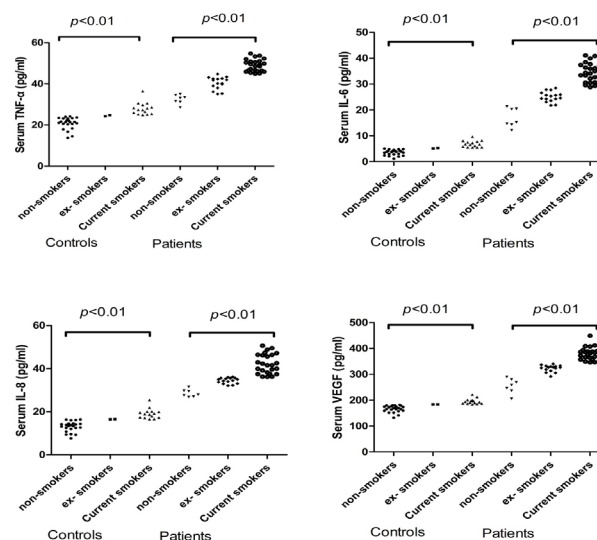 p<0.01
p<0.01
Serum TNF-α (pg/ml)
60
40
20
0
non-smokers
ex- smokers
Current smokers
non-smokers
ex- smokers
Current smokers
Controls
Patients
p<0.01
p<0.01
Serum IL-6 (pg/ml)
50
40
30
20
10
0
non-smokers
ex- smokers
Current smokers
non-smokers
ex- smokers
Current smokers
Controls
Patients
p<0.01
p<0.01
Serum IL-8 (pg/ml)
60
40
20
0
non-smokers
ex- smokers
Current smokers
non-smokers
ex- smokers
Current smokers
Controls
Patients
p<0.01
p<0.01
Serum VEGF (pg/ml)
500
400
300
200
100
0
non-smokers
ex- smokers
Current smokers
non-smokers
ex- smokers
Current smokers
Controls
Patients